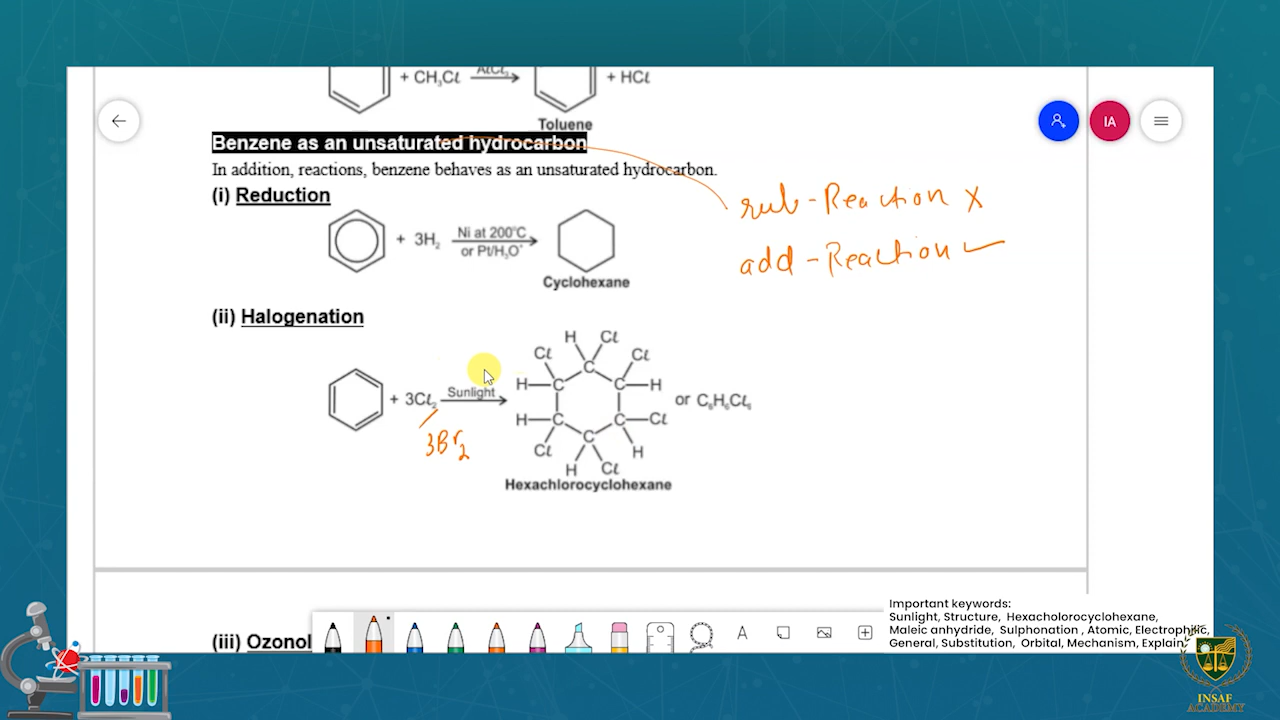 + CH₃Cl AlCl₃ + HCl
Toluene
IA
Benzene as an unsaturated hydrocarbon
In addition, reactions, benzene behaves as an unsaturated hydrocarbon.
(i) Reduction
sub-Reaction x
+ 3H₂ Ni at 200°C
or Pt/H₃O⁺
add-Reaction ✓
Cyclohexane
(ii) Halogenation
H Cl
Cl Cl
C
+ 3Cl₂ Sunlight H—C C—H or C₆H₆Cl₆
H—C C—Cl
3Br₂
C
Cl H
H Cl
Hexachlorocyclohexane
Important keywords:
Sunlight, Structure, Hexacholorocyclohexane,
Maleic anhydride, Sulphonation , Atomic, Electrophilic,
General, Substitution, Orbital, Mechanism, Explain
(iii) Ozonol
A
INSAF
ACADEMY